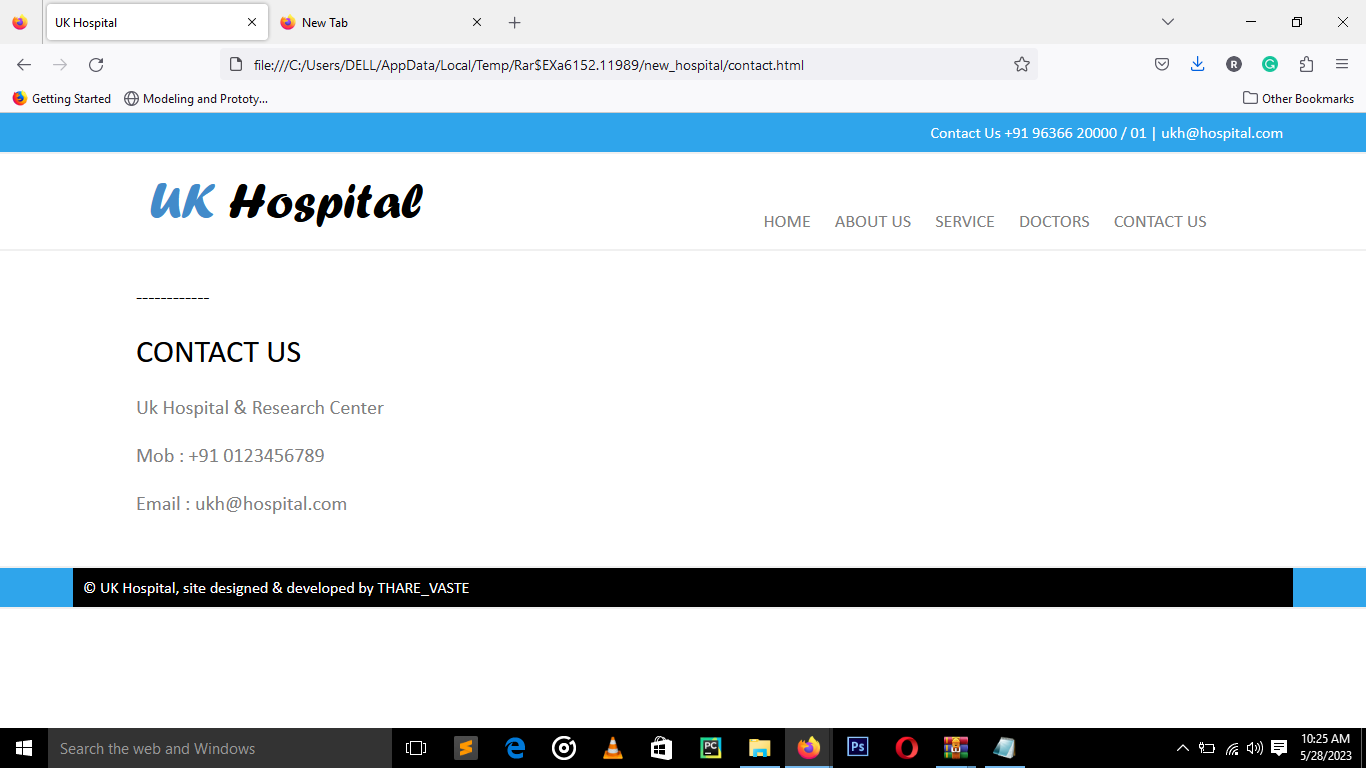 UK Hospital
New Tab
file:///C:/Users/DELL/AppData/Local/Temp/Rar$EXa6152.11989/new_hospital/contact.html
Getting Started
Modeling and Prototy...
Other Bookmarks
Contact Us +91 96366 20000 / 01 | ukh@hospital.com
UK Hospital
HOME ABOUT US SERVICE DOCTORS CONTACT US
------------
CONTACT US
Uk Hospital & Research Center
Mob : +91 0123456789
Email : ukh@hospital.com
© UK Hospital, site designed & developed by THARE_VASTE
Search the web and Windows
PC
Ps
10:25 AM
5/28/2023